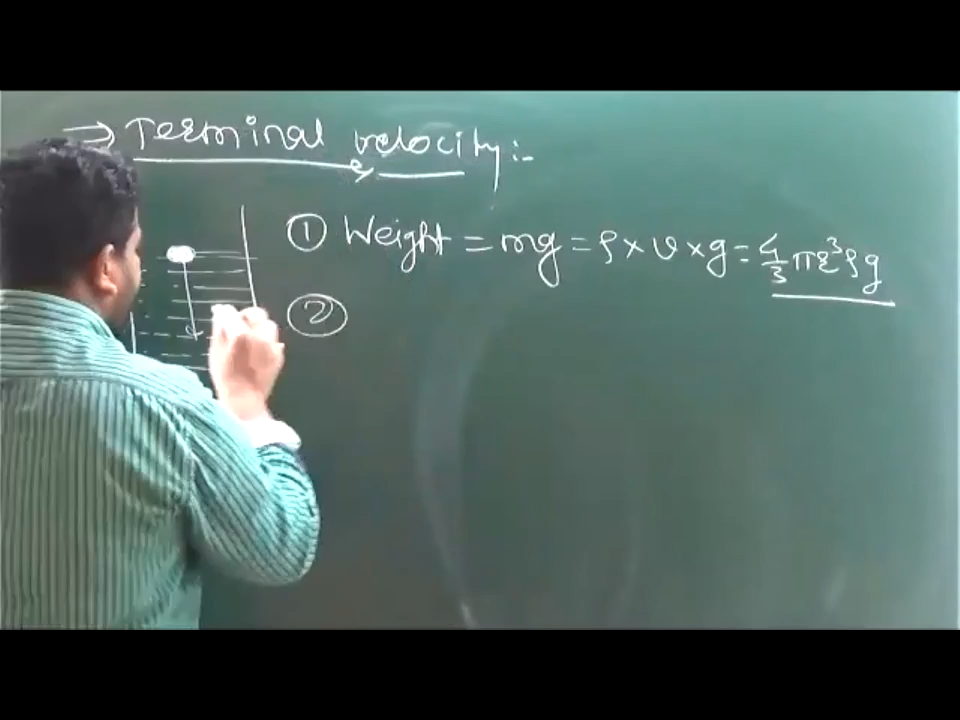 ⇒ Terminal velocity :-
① Weight = mg = ρ × v × g = 4/3 πr³ρg
②